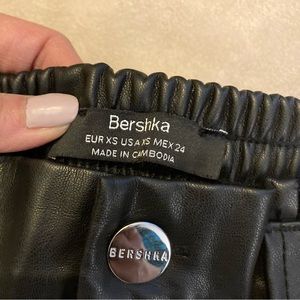 Bershka
EUR XS USA XS MEX 24
MADE IN CAMBODIA
BERSHKA